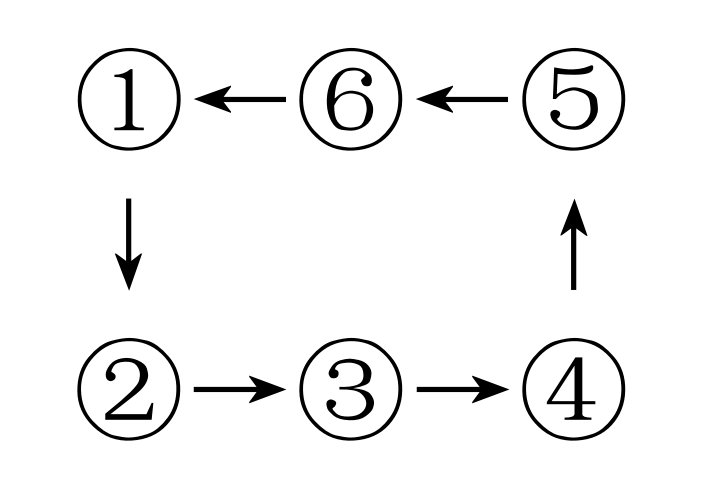 ① ← ⑥ ← ⑤
↓ ↑
② → ③ → ④